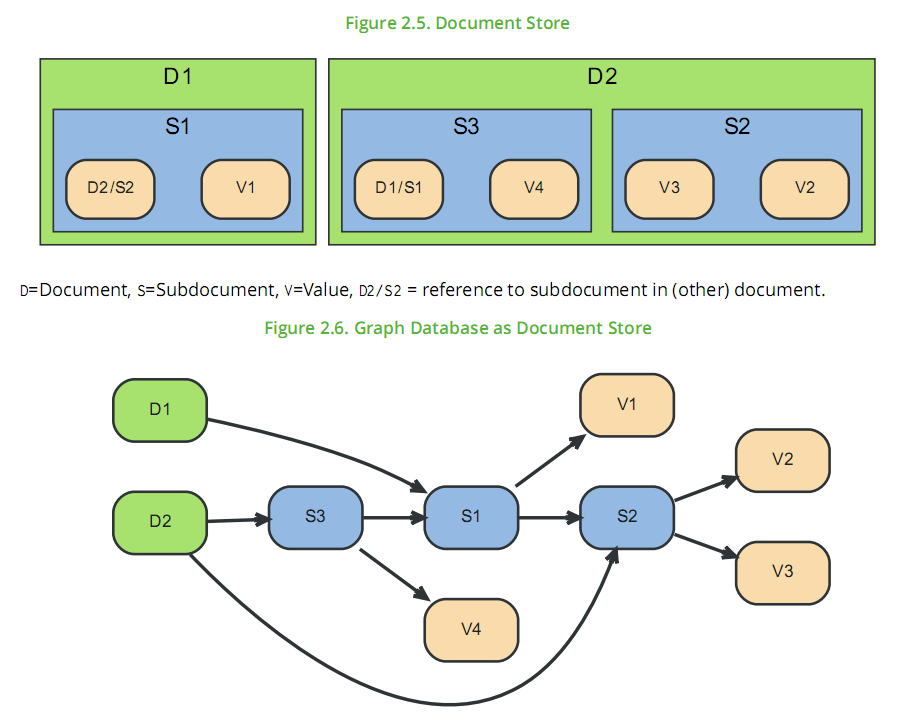 Figure 2.5. Document Store
D1
D2
S1
S3
S2
D2/S2
V1
D1/S1
V4
V3
V2
D=Document, S=Subdocument, V=Value, D2/S2 = reference to subdocument in (other) document.
Figure 2.6. Graph Database as Document Store
V1
D1
V2
D2
S3
S1
S2
V3
V4